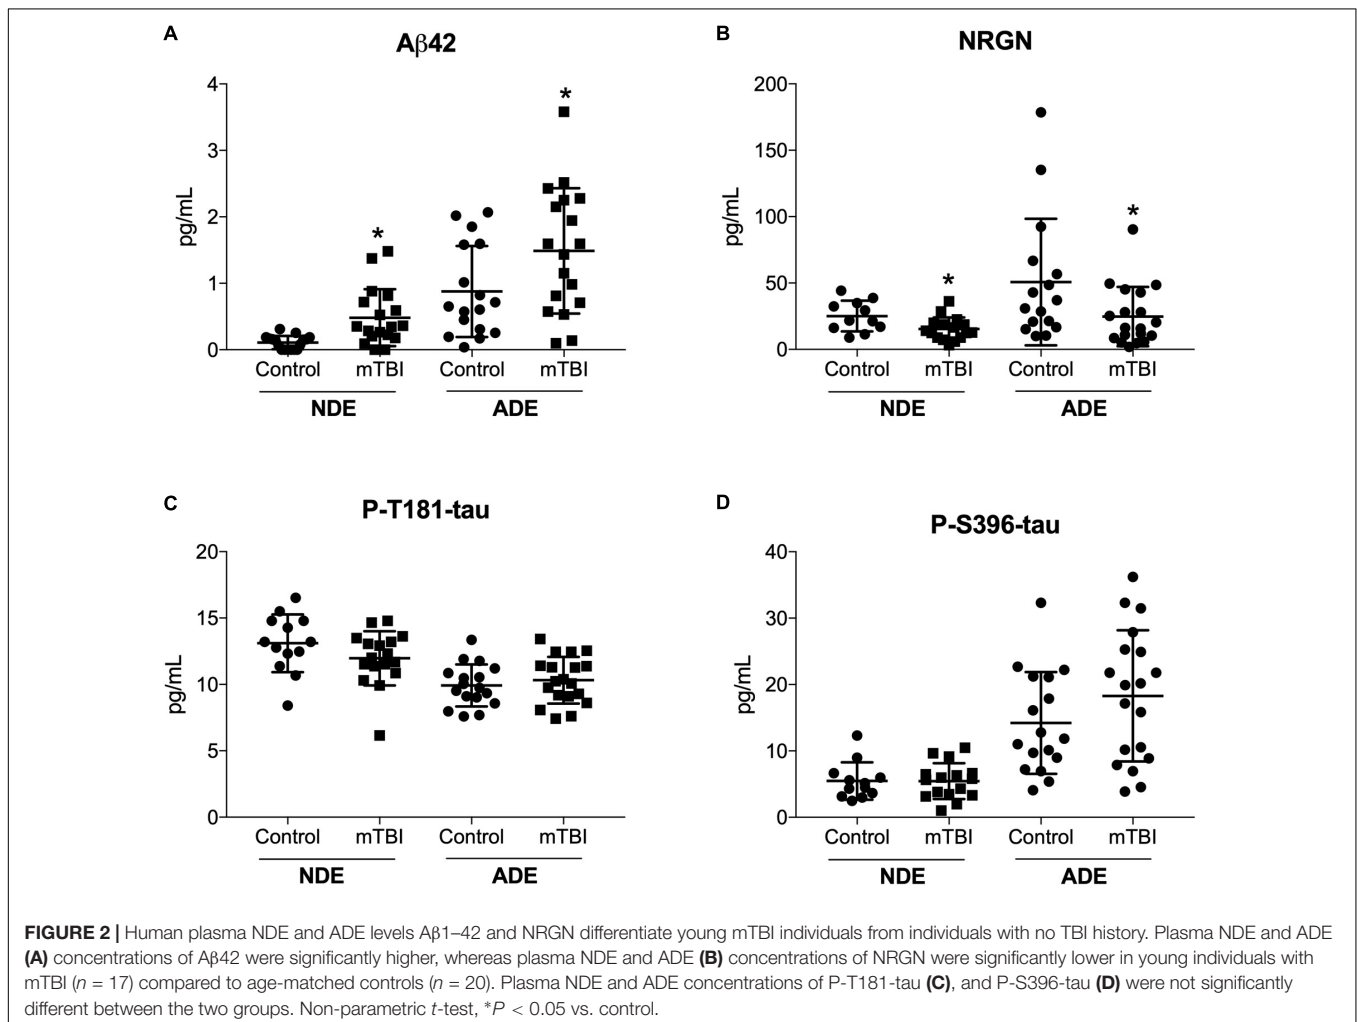 A
Aβ42
pg/mL
4
3
2
1
0
*
*
Control mTBI Control mTBI
NDE ADE
B
NRGN
pg/mL
200
150
100
50
0
*
*
Control mTBI Control mTBI
NDE ADE
C
P-T181-tau
pg/mL
20
15
10
5
0
Control mTBI Control mTBI
NDE ADE
D
P-S396-tau
pg/mL
40
30
20
10
0
Control mTBI Control mTBI
NDE ADE
FIGURE 2 | Human plasma NDE and ADE levels Aβ1–42 and NRGN differentiate young mTBI individuals from individuals with no TBI history. Plasma NDE and ADE
(A) concentrations of Aβ42 were significantly higher, whereas plasma NDE and ADE (B) concentrations of NRGN were significantly lower in young individuals with
mTBI (n = 17) compared to age-matched controls (n = 20). Plasma NDE and ADE concentrations of P-T181-tau (C), and P-S396-tau (D) were not significantly
different between the two groups. Non-parametric t-test, *P < 0.05 vs. control.